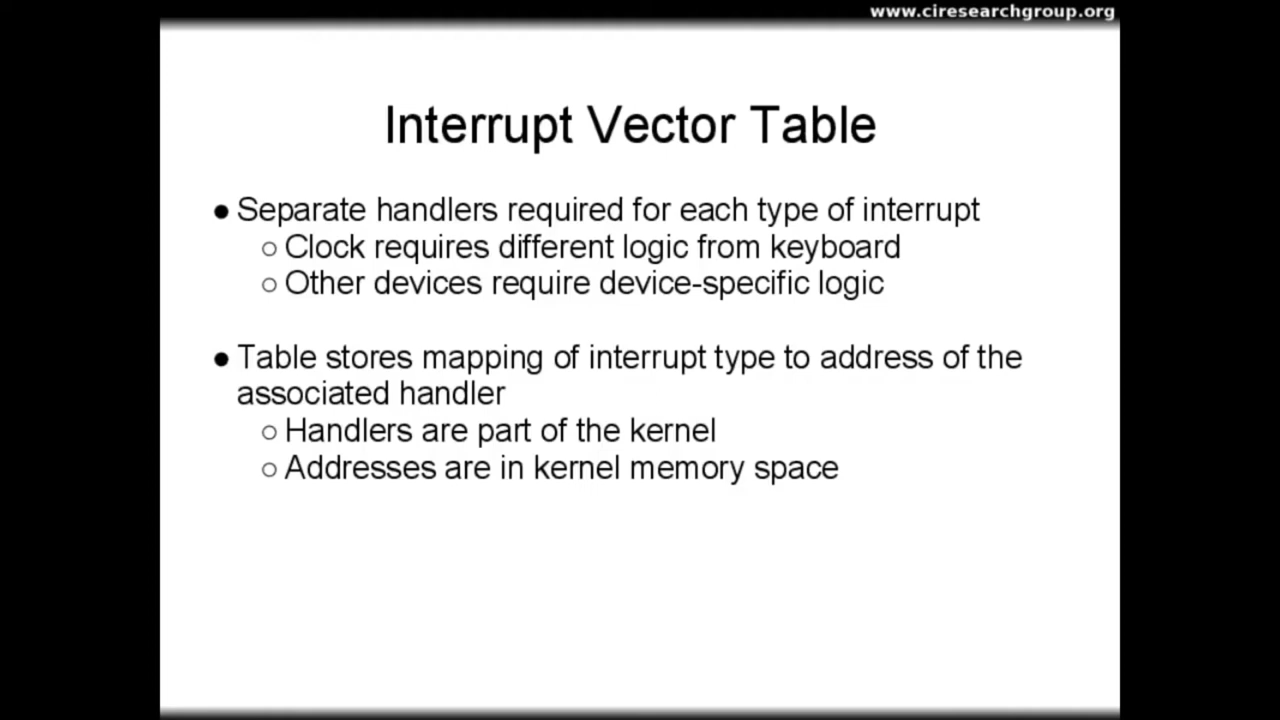 www.ciresearchgroup.org
Interrupt Vector Table
● Separate handlers required for each type of interrupt
○ Clock requires different logic from keyboard
○ Other devices require device-specific logic
● Table stores mapping of interrupt type to address of the
associated handler
○ Handlers are part of the kernel
○ Addresses are in kernel memory space